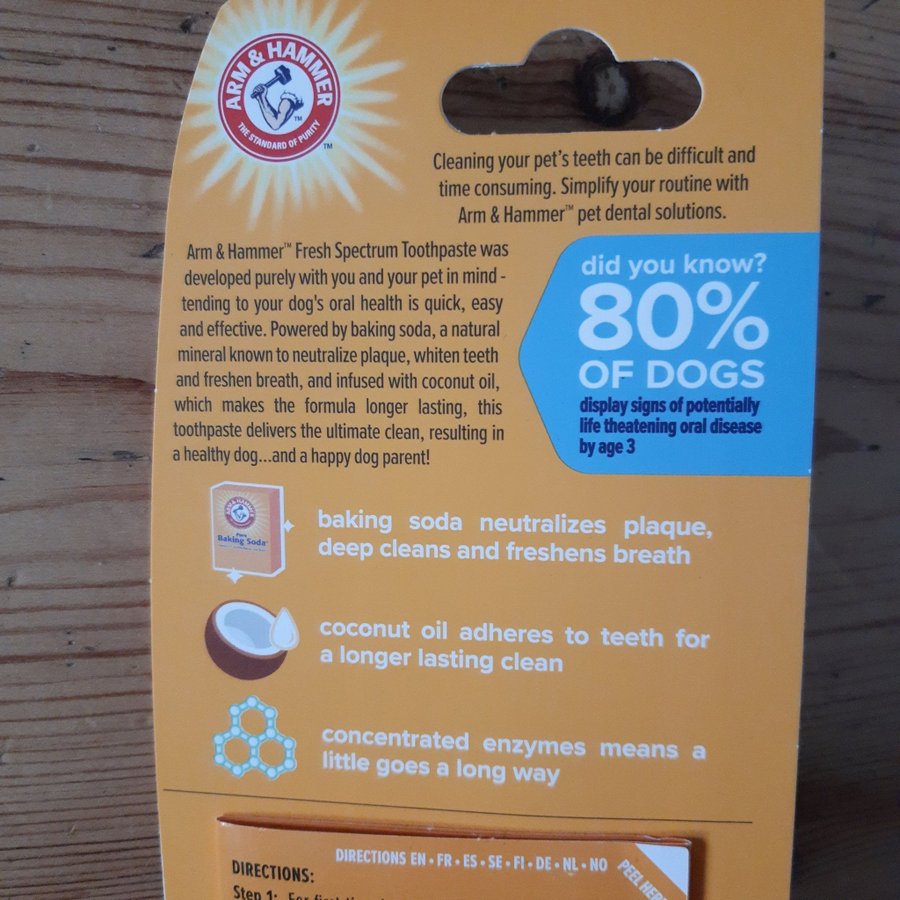 ARM & HAMMER
THE STANDARD OF PURITY
TM
TM
Cleaning your pet's teeth can be difficult and
time consuming. Simplify your routine with
Arm & Hammer™ pet dental solutions.
Arm & Hammer™ Fresh Spectrum Toothpaste was
developed purely with you and your pet in mind -
tending to your dog's oral health is quick, easy
and effective. Powered by baking soda, a natural
mineral known to neutralize plaque, whiten teeth
and freshen breath, and infused with coconut oil,
which makes the formula longer lasting, this
toothpaste delivers the ultimate clean, resulting in
a healthy dog...and a happy dog parent!
did you know?
80%
OF DOGS
display signs of potentially
life theatening oral disease
by age 3
ARM & HAMMER
Pure
Baking Soda
baking soda neutralizes plaque,
deep cleans and freshens breath
coconut oil adheres to teeth for
a longer lasting clean
concentrated enzymes means a
little goes a long way
DIRECTIONS EN • FR • ES • SE • FI • DE • NL • NO
PEEL HERE
DIRECTIONS:
Step 1: For first